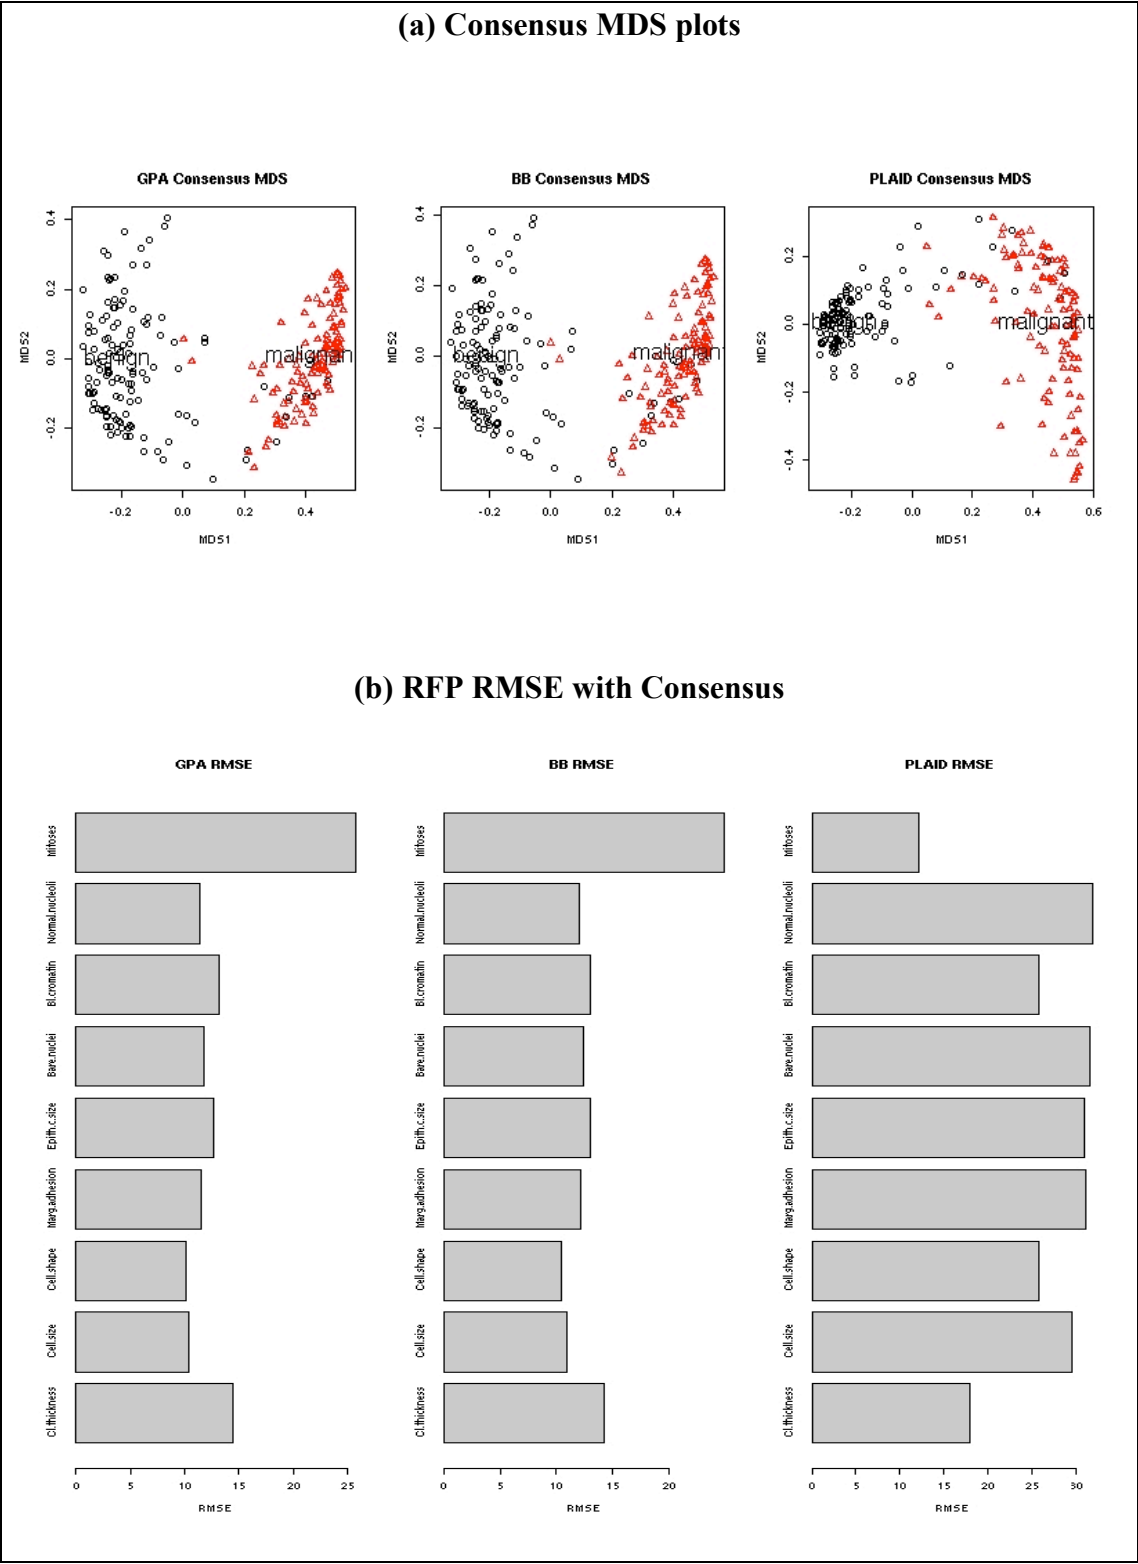 (a) Consensus MDS plots
GPA Consensus MDS
BB Consensus MDS
PLAID Consensus MDS
MDS2
0.4
0.2
0.0
-0.2
benign
malignant
-0.2
0.0
0.2
0.4
MDS1
MDS2
0.4
0.2
0.0
-0.2
benign
malignant
-0.2
0.0
0.2
0.4
MDS1
MDS2
0.2
0.0
-0.2
-0.4
benign
malignant
-0.2
0.0
0.2
0.4
0.6
MDS1
(b) RFP RMSE with Consensus
GPA RMSE
Mitoses
Normal.nucleoli
Bl.cromatin
Bare.nuclei
Epith.c.size
Marg.adhesion
Cell.shape
Cell.size
Cl.thickness
0 5 10 15 20 25
RMSE
BB RMSE
Mitoses
Normal.nucleoli
Bl.cromatin
Bare.nuclei
Epith.c.size
Marg.adhesion
Cell.shape
Cell.size
Cl.thickness
0 5 10 15 20
RMSE
PLAID RMSE
Mitoses
Normal.nucleoli
Bl.cromatin
Bare.nuclei
Epith.c.size
Marg.adhesion
Cell.shape
Cell.size
Cl.thickness
0 5 10 15 20 25 30
RMSE